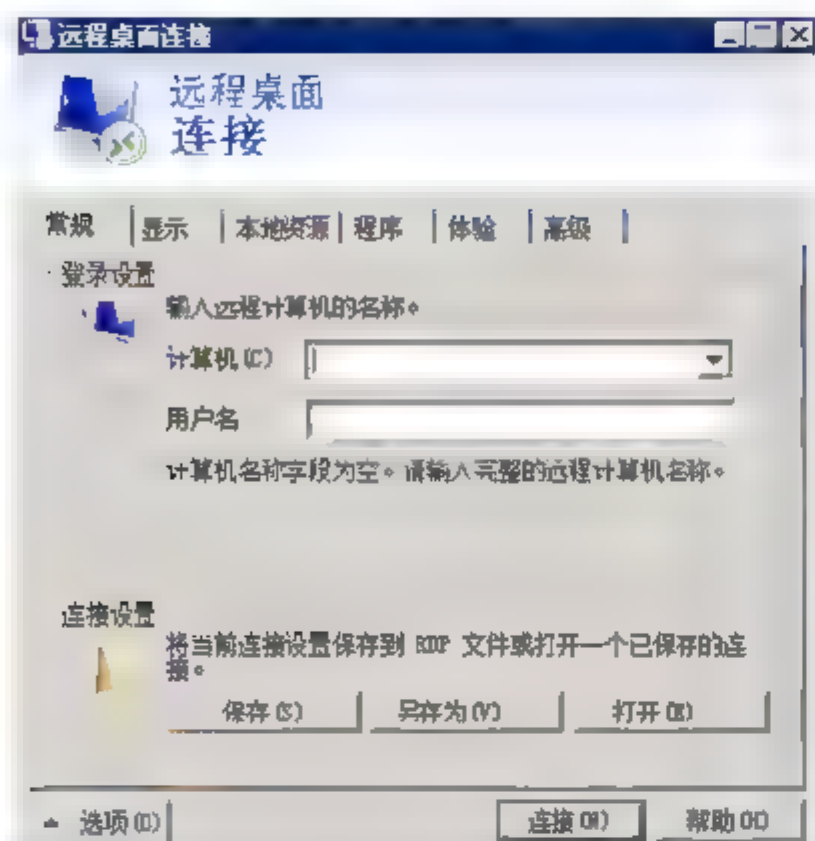 远程桌面连接
远程桌面
连接
常规 显示 本地资源 程序 体验 高级
登录设置
输入远程计算机的名称。
计算机(C)
用户名
计算机名称字段为空。请输入完整的远程计算机名称。
连接设置
将当前连接设置保存到 RDP 文件或打开一个已保存的连
接。
保存(S) 另存为(V) 打开(E)
选项(O) 连接(N) 帮助(H)